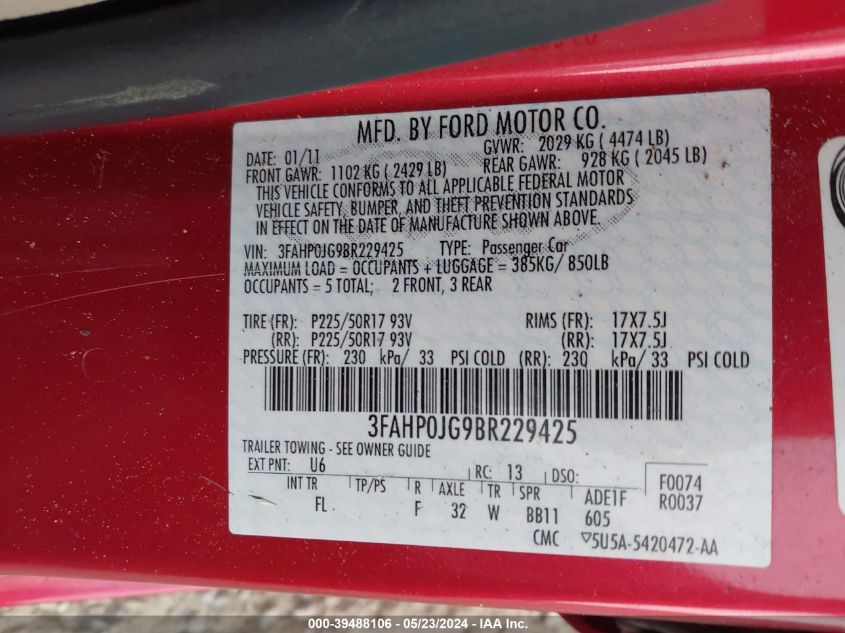 MFD. BY FORD MOTOR CO.
DATE: 01/11 GVWR: 2029 KG ( 4474 LB)
FRONT GAWR: 1102 KG ( 2429 LB) REAR GAWR: 928 KG ( 2045 LB)
THIS VEHICLE CONFORMS TO ALL APPLICABLE FEDERAL MOTOR
VEHICLE SAFETY, BUMPER, AND THEFT PREVENTION STANDARDS
IN EFFECT ON THE DATE OF MANUFACTURE SHOWN ABOVE.
VIN: 3FAHP0JG9BR229425 TYPE: Passenger Car
MAXIMUM LOAD = OCCUPANTS + LUGGAGE = 385KG/ 850LB
OCCUPANTS = 5 TOTAL; 2 FRONT, 3 REAR
TIRE (FR): P225/50R17 93V RIMS (FR): 17X7.5J
(RR): P225/50R17 93V (RR): 17X7.5J
PRESSURE (FR): 230 kPa/ 33 PSI COLD (RR): 230 kPa/ 33 PSI COLD
3FAHP0JG9BR229425
TRAILER TOWING - SEE OWNER GUIDE
EXT PNT: U6 RC: 13 DSO: F0074
INT TR TP/PS R AXLE TR SPR ADE1F R0037
FL F 32 W BB11 605
CMC 5U5A-5420472-AA
000-39488106 - 05/23/2024 - IAA Inc.